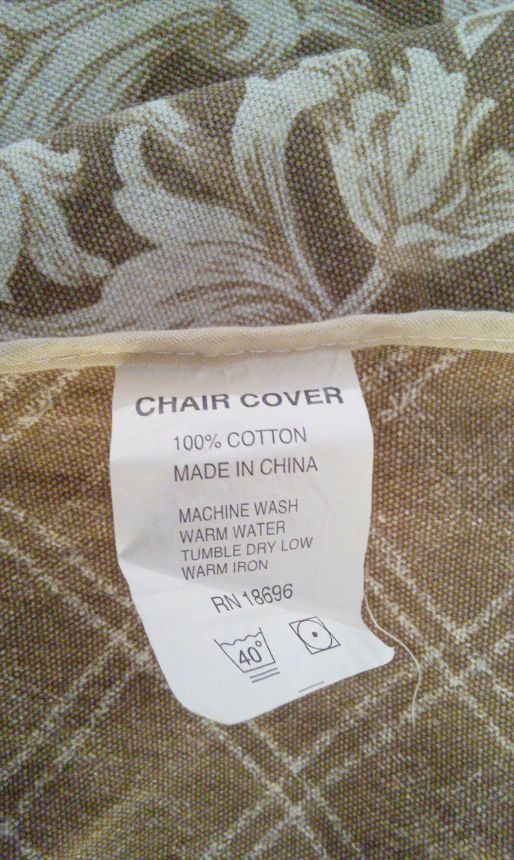 CHAIR COVER
100% COTTON
MADE IN CHINA
MACHINE WASH
WARM WATER
TUMBLE DRY LOW
WARM IRON
RN 18696
40°